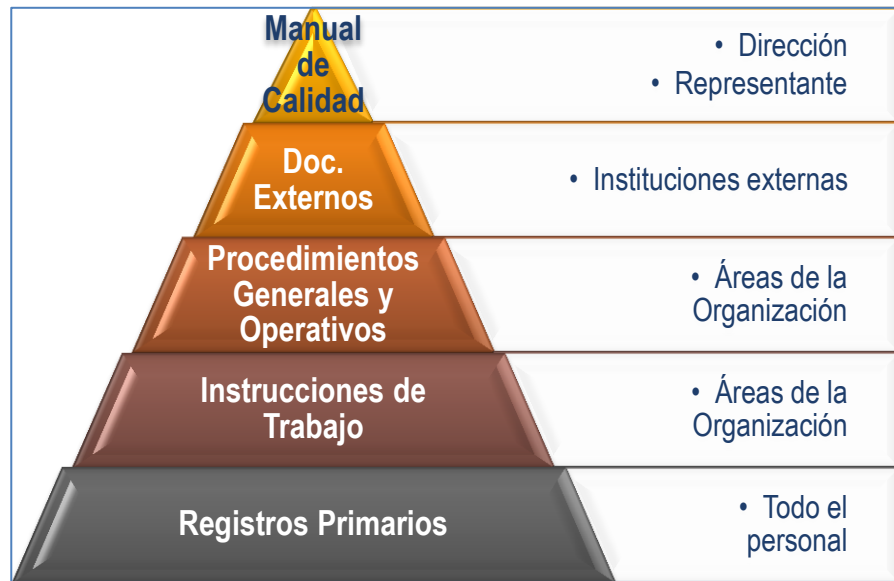 Manual
de
Calidad
• Dirección
• Representante
Doc.
Externos
• Instituciones externas
Procedimientos
Generales y
Operativos
• Áreas de la
Organización
Instrucciones de
Trabajo
• Áreas de la
Organización
Registros Primarios
• Todo el
personal